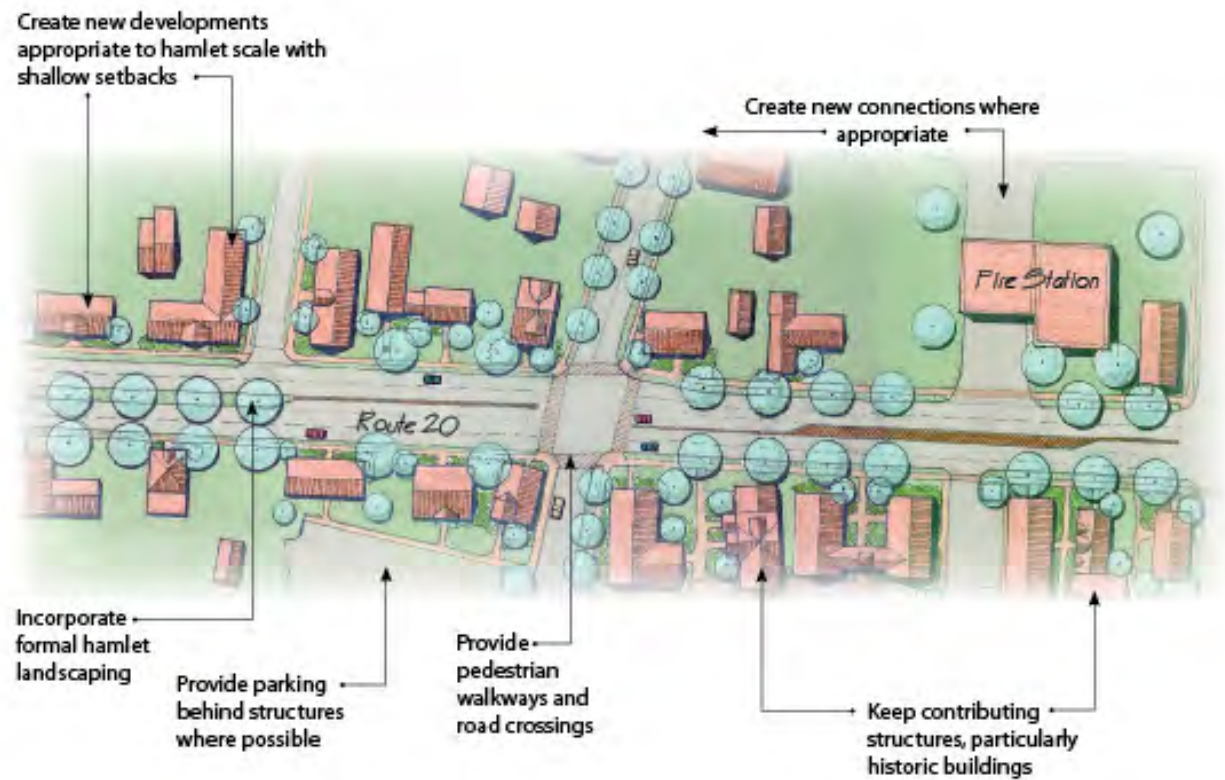 Create new developments
appropriate to hamlet scale with
shallow setbacks
Create new connections where
appropriate
Fire Station
Route 20
Incorporate
formal hamlet
landscaping
Provide parking
behind structures
where possible
Provide
pedestrian
walkways and
road crossings
Keep contributing
structures, particularly
historic buildings